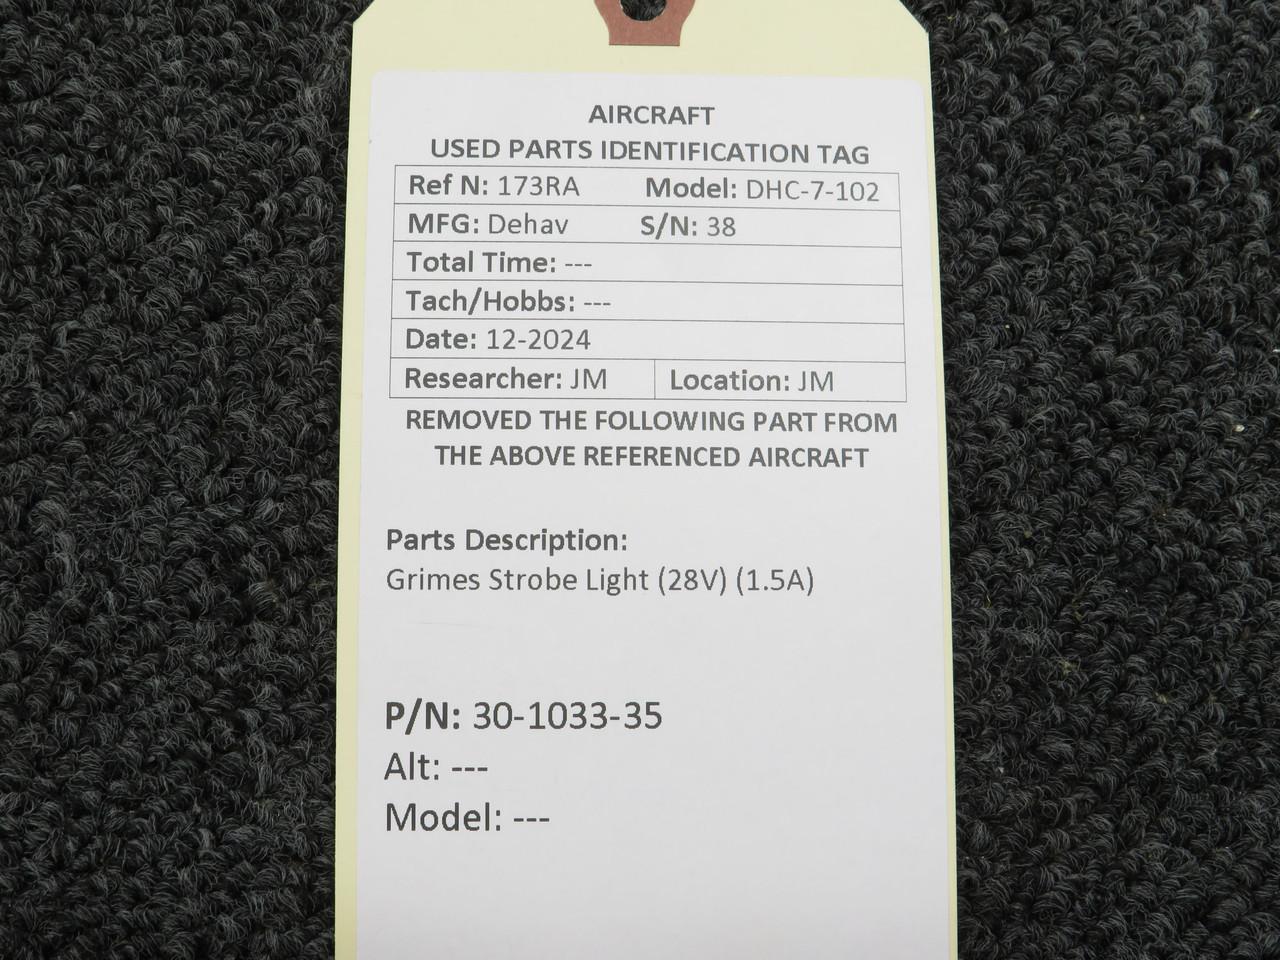 AIRCRAFT
USED PARTS IDENTIFICATION TAG
Ref N: 173RA Model: DHC-7-102
MFG: Dehav S/N: 38
Total Time: ---
Tach/Hobbs: ---
Date: 12-2024
Researcher: JM Location: JM
REMOVED THE FOLLOWING PART FROM
THE ABOVE REFERENCED AIRCRAFT
Parts Description:
Grimes Strobe Light (28V) (1.5A)
P/N: 30-1033-35
Alt: ---
Model: ---